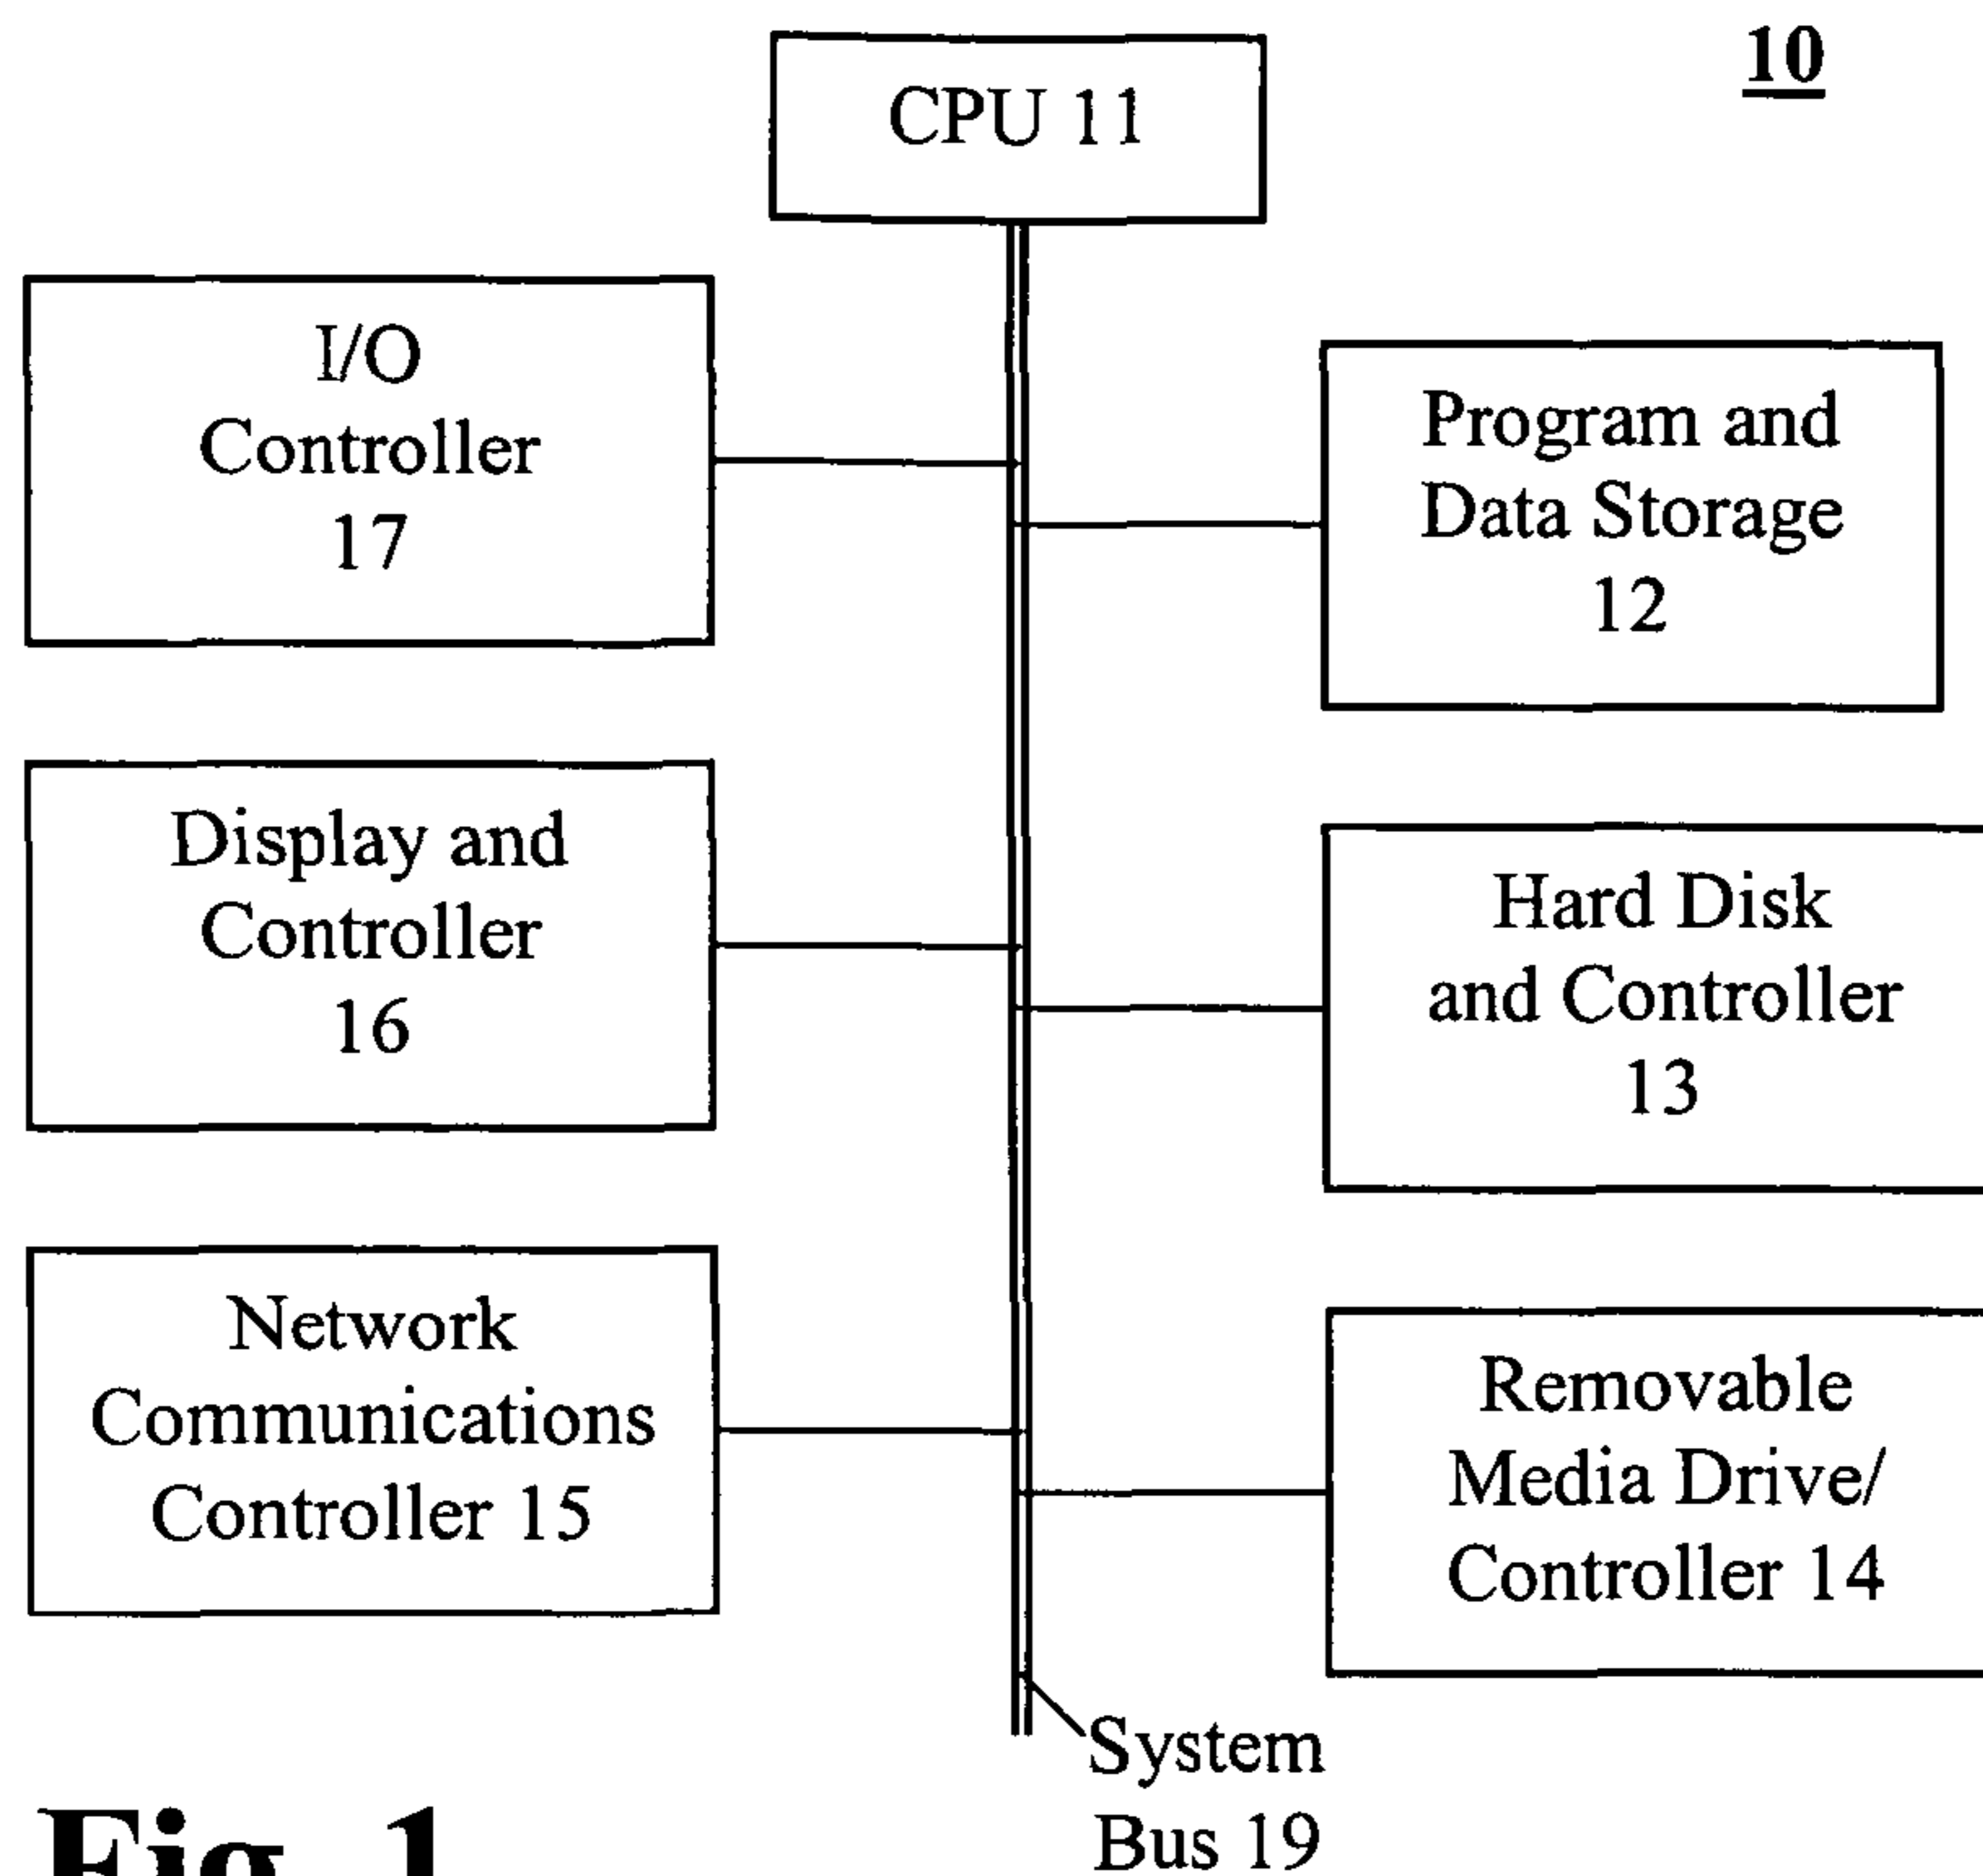 10
CPU 11
I/O
Controller
17
Program and
Data Storage
12
Display and
Controller
16
Hard Disk
and Controller
13
Network
Communications
Controller 15
Removable
Media Drive/
Controller 14
System
Bus 19
Fig. 1